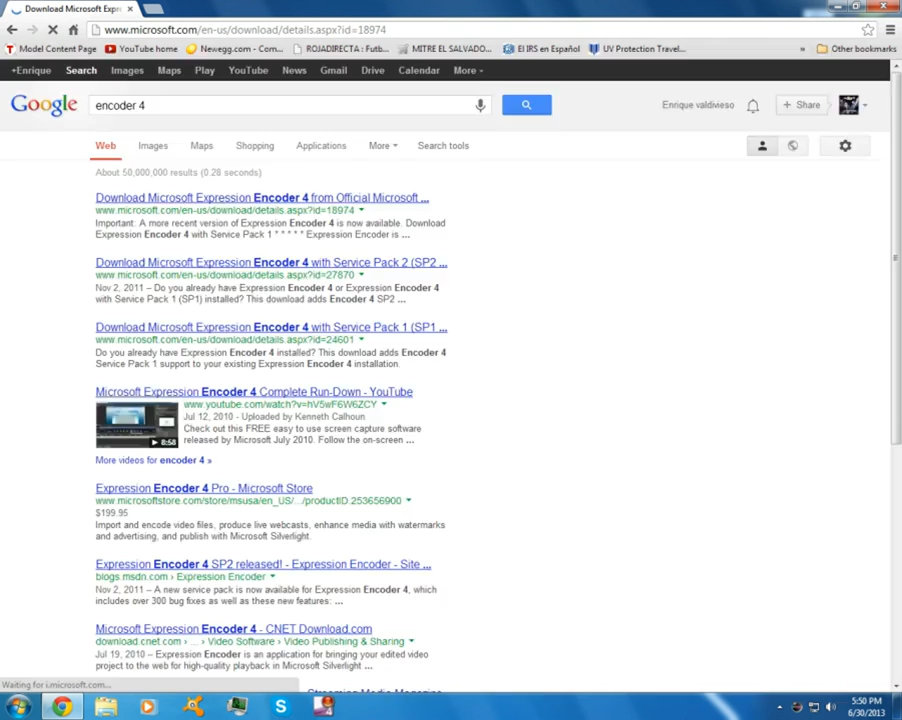 Download Microsoft Expres
www.microsoft.com/en-us/download/details.aspx?id=18974
Model Content Page
YouTube home
Newegg.com - Com...
ROJADIRECTA : Futb...
MITRE EL SALVADOR...
El IRS en Español
UV Protection Travel...
»
Other bookmarks
+Enrique Search Images Maps Play YouTube News Gmail Drive Calendar More
Google
encoder 4
Enrique valdivieso
+ Share
Web Images Maps Shopping Applications More Search tools
About 50,000,000 results (0.28 seconds)
Download Microsoft Expression Encoder 4 from Official Microsoft ...
www.microsoft.com/en-us/download/details.aspx?id=18974
Important: A more recent version of Expression Encoder 4 is now available. Download
Expression Encoder 4 with Service Pack 1 * * * * * Expression Encoder is ...
Download Microsoft Expression Encoder 4 with Service Pack 2 (SP2 ...
www.microsoft.com/en-us/download/details.aspx?id=27870
Nov 2, 2011 – Do you already have Expression Encoder 4 or Expression Encoder 4
with Service Pack 1 (SP1) installed? This download adds Encoder 4 SP2 ...
Download Microsoft Expression Encoder 4 with Service Pack 1 (SP1 ...
www.microsoft.com/en-us/download/details.aspx?id=24601
Do you already have Expression Encoder 4 installed? This download adds Encoder 4
Service Pack 1 support to your existing Expression Encoder 4 installation.
Microsoft Expression Encoder 4 Complete Run-Down - YouTube
www.youtube.com/watch?v=hV5wF6W6ZCY
Jul 12, 2010 - Uploaded by Kenneth Calhoun
Check out this FREE easy to use screen capture software
released by Microsoft July 2010. Follow the on-screen ...
8:58
More videos for encoder 4 »
Expression Encoder 4 Pro - Microsoft Store
www.microsoftstore.com/store/msusa/en_US/.../productID.253656900
$199.95
Import and encode video files, produce live webcasts, enhance media with watermarks
and advertising, and publish with Microsoft Silverlight.
Expression Encoder 4 SP2 released! - Expression Encoder - Site ...
blogs.msdn.com › Expression Encoder
Nov 2, 2011 – A new service pack is now available for Expression Encoder 4, which
includes over 300 bug fixes as well as these new features: ...
Microsoft Expression Encoder 4 - CNET Download.com
download.cnet.com › ... › Video Software › Video Publishing & Sharing
Jul 19, 2010 – Expression Encoder is an application for bringing your edited video
project to the web for high-quality playback in Microsoft Silverlight ...
Waiting for i.microsoft.com...
Streaming Media Magazine
5:50 PM
6/30/2013